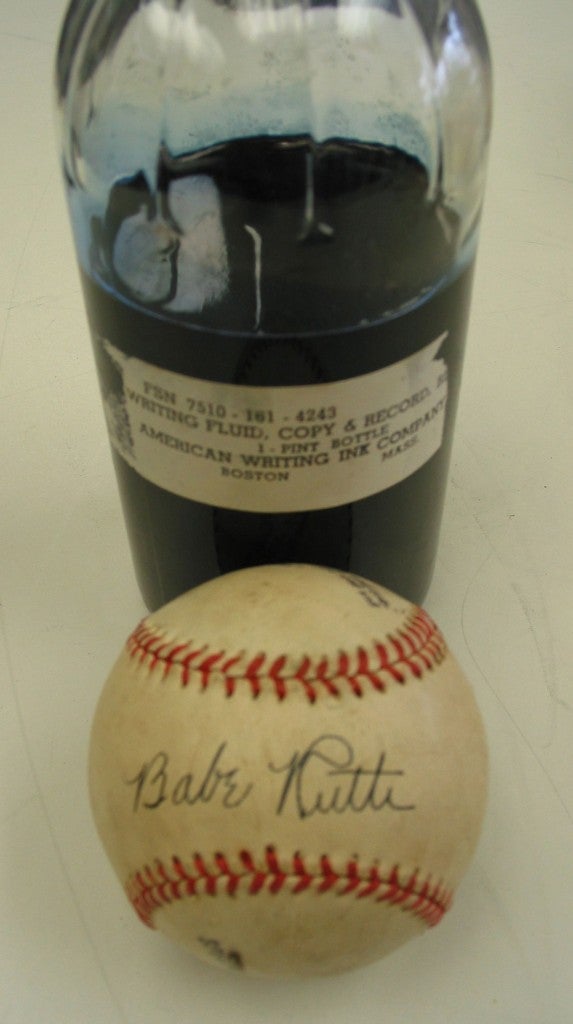 FSN 7510 - 161 - 4243
WRITING FLUID, COPY & RECORD,
1 - PINT BOTTLE
AMERICAN WRITING INK COMPANY
BOSTON MASS.
Babe Ruth